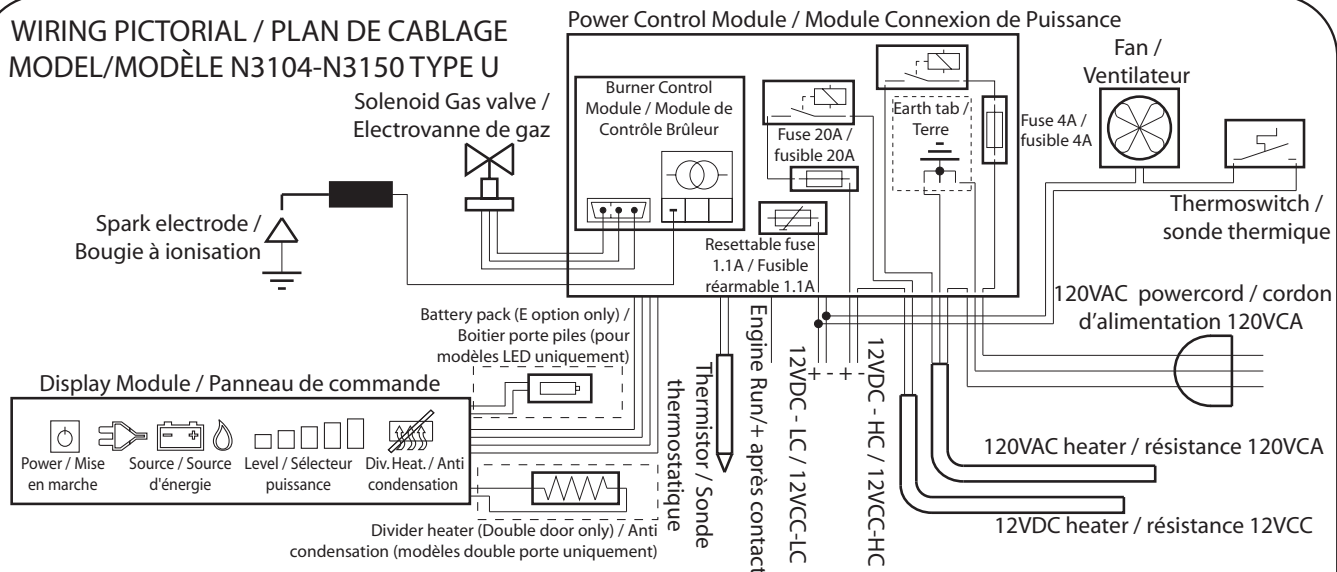 WIRING PICTORIAL / PLAN DE CABLAGE
MODEL/MODÈLE N3104-N3150 TYPE U
Power Control Module / Module Connexion de Puissance
Solenoid Gas valve /
Electrovanne de gaz
Burner Control
Module / Module de
Contrôle Brûleur
Fuse 20A /
fusible 20A
Earth tab /
Terre
Fuse 4A /
fusible 4A
Fan /
Ventilateur
Thermoswitch /
sonde thermique
Spark electrode /
Bougie à ionisation
Resettable fuse
1.1A / Fusible
réarmable 1.1A
120VAC powercord / cordon
d'alimentation 120VCA
Battery pack (E option only) /
Boitier porte piles (pour
modèles LED uniquement)
Display Module / Panneau de commande
Power / Mise
en marche
Source / Source
d'énergie
Level / Sélecteur
puissance
Div. Heat. / Anti
condensation
Divider heater (Double door only) / Anti
condensation (modèles double porte uniquement)
Thermistor / Sonde
thermostatique
Engine Run/+ après contact
12VDC - LC / 12VCC-LC
+ - + -
12VDC - HC / 12VCC-HC
120VAC heater / résistance 120VCA
12VDC heater / résistance 12VCC